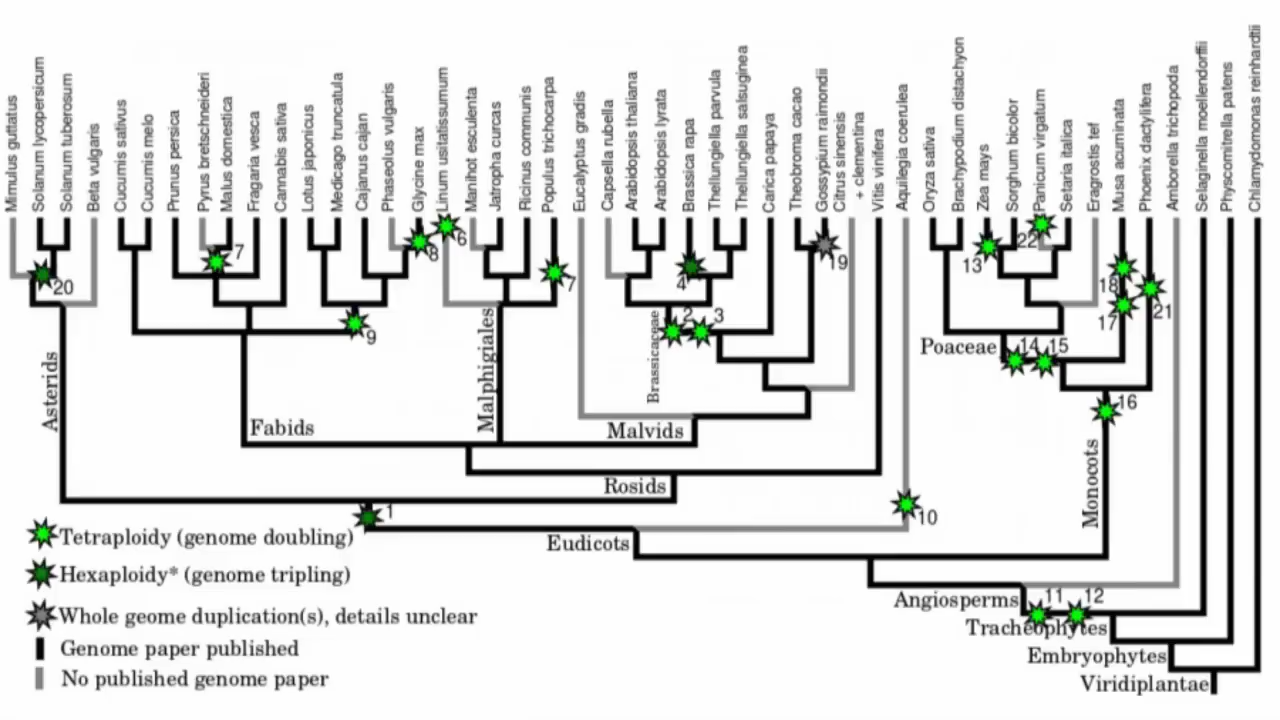 Mimulus guttatus
Solanum lycopersicum
Solanum tuberosum
Beta vulgaris
Cucumis sativus
Cucumis melo
Prunus persica
Pyrus bretschneideri
Malus domestica
Fragaria vesca
Cannabis sativa
Lotus japonicus
Medicago truncatula
Cajanus cajan
Phaseolus vulgaris
Glycine max
Linum usitatissumum
Manihot esculenta
Jatropha curcas
Ricinus communis
Populus trichocarpa
Eucalyptus gradis
Capsella rubella
Arabidopsis thaliana
Arabidopsis lyrata
Brassica rapa
Thellungiella parvula
Thellungiella salsuginea
Carica papaya
Theobroma cacao
Gossypium raimondii
Citrus sinensis
+ clementina
Vitis vinifera
Aquilegia coerulea
Oryza sativa
Brachypodium distachyon
Zea mays
Sorghum bicolor
Panicum virgatum
Setaria italica
Eragrostis tef
Musa acuminata
Phoenix dactylifera
Amborella trichopoda
Selaginella moellendorffii
Physcomitrella patens
Chlamydomonas reinhardtii
6
22
7
8
19
13
20
4
7
18
21
2
3
17
9
Brassicaceae
Poaceae
14
15
Asterids
Malphigiales
16
Fabids
Malvids
Monocots
Rosids
1
10
Tetraploidy (genome doubling)
Eudicots
Hexaploidy* (genome tripling)
Angiosperms
11
12
Whole geome duplication(s), details unclear
Tracheophytes
Genome paper published
Embryophytes
No published genome paper
Viridiplantae